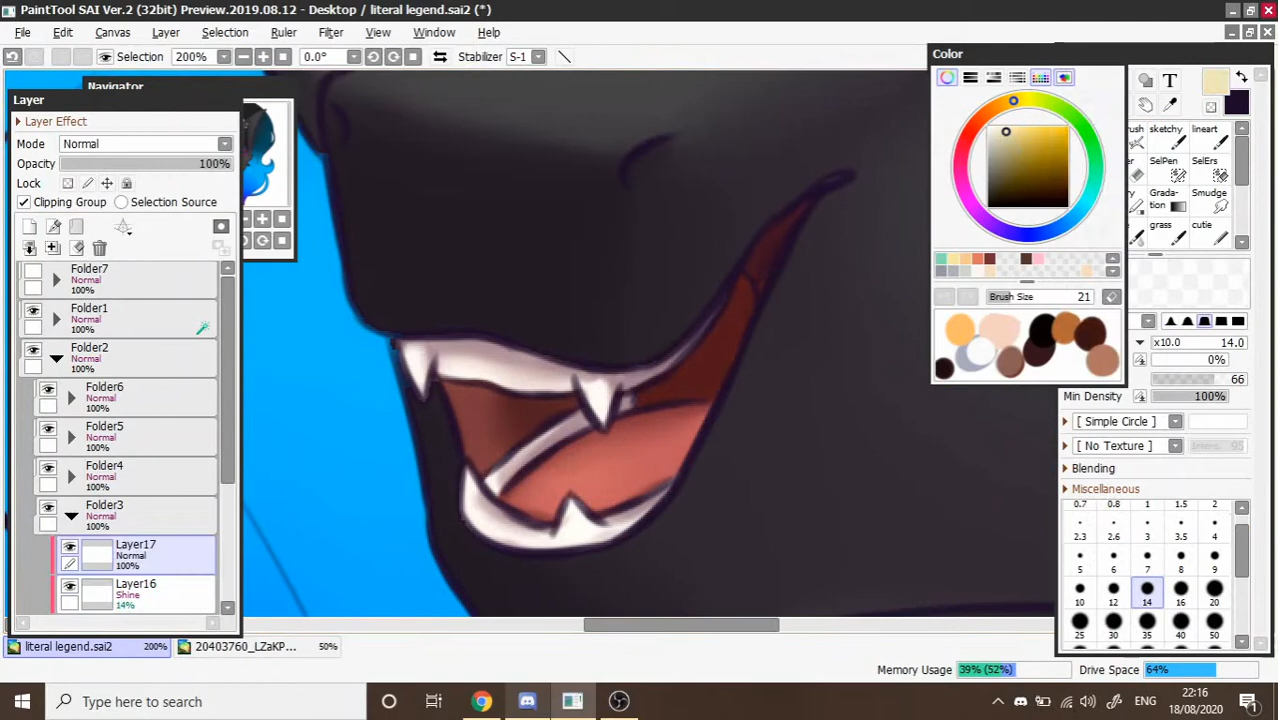 PaintTool SAI Ver.2 (32bit) Preview.2019.08.12 - Desktop / literal legend.sai2 (*)
File Edit Canvas Layer Selection Ruler Filter View Window Help
Selection 200% 0.0° Stabilizer S-1
Navigator
Layer
Layer Effect
Mode Normal
Opacity 100%
Lock
Clipping Group Selection Source
Folder7
Normal
100%
Folder1
Normal
100%
Folder2
Normal
100%
Folder6
Normal
100%
Folder5
Normal
100%
Folder4
Normal
100%
Folder3
Normal
100%
Layer17
Normal
100%
Layer16
Shine
14%
Color
Brush Size 21
T
sketchy lineart
SelPen SelErs
Grada-
tion Smudge
grass cutie
x10.0 14.0
0%
66
Min Density 100%
[ Simple Circle ]
[ No Texture ] 95
Blending
Miscellaneous
0.7 0.8 1 2
2.3 2.6 3 4
5 6 7 8 9
10 12 14 16 20
25 30 35 40 50
literal legend.sai2 200% 20403760_LZaKP... 50%
Memory Usage 39% (52%) Drive Space 64%
Type here to search
ENG
22:16
18/08/2020
1